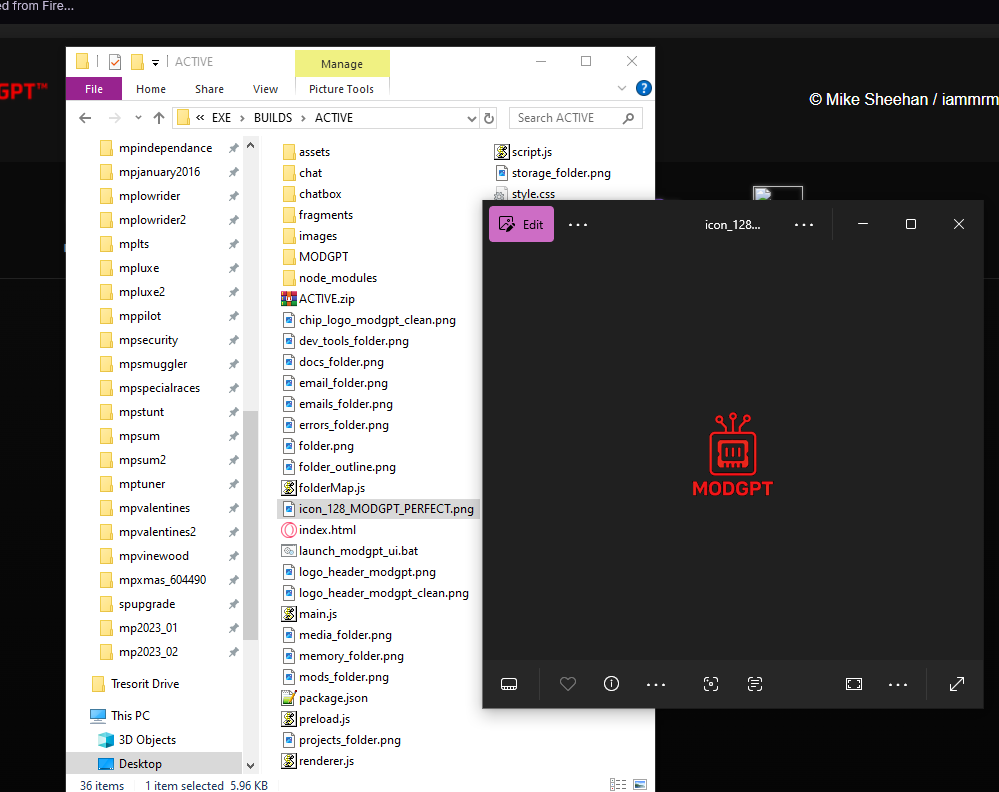 ed from Fire...
GPT™
© Mike Sheehan / iammrm
ACTIVE
Manage
File
Home
Share
View
Picture Tools
« EXE > BUILDS > ACTIVE
Search ACTIVE
mpindependance
mpjanuary2016
mplowrider
mplowrider2
mplts
mpluxe
mpluxe2
mppilot
mpsecurity
mpsmuggler
mpspecialraces
mpstunt
mpsum
mpsum2
mptuner
mpvalentines
mpvalentines2
mpvinewood
mpxmas_604490
spupgrade
mp2023_01
mp2023_02
Tresorit Drive
This PC
3D Objects
Desktop
assets
chat
chatbox
fragments
images
MODGPT
node_modules
ACTIVE.zip
chip_logo_modgpt_clean.png
dev_tools_folder.png
docs_folder.png
email_folder.png
emails_folder.png
errors_folder.png
folder.png
folder_outline.png
folderMap.js
icon_128_MODGPT_PERFECT.png
index.html
launch_modgpt_ui.bat
logo_header_modgpt.png
logo_header_modgpt_clean.png
main.js
media_folder.png
memory_folder.png
mods_folder.png
package.json
preload.js
projects_folder.png
renderer.js
script.js
storage_folder.png
style.css
36 items
1 item selected 5.96 KB
Edit
icon_128...
MODGPT